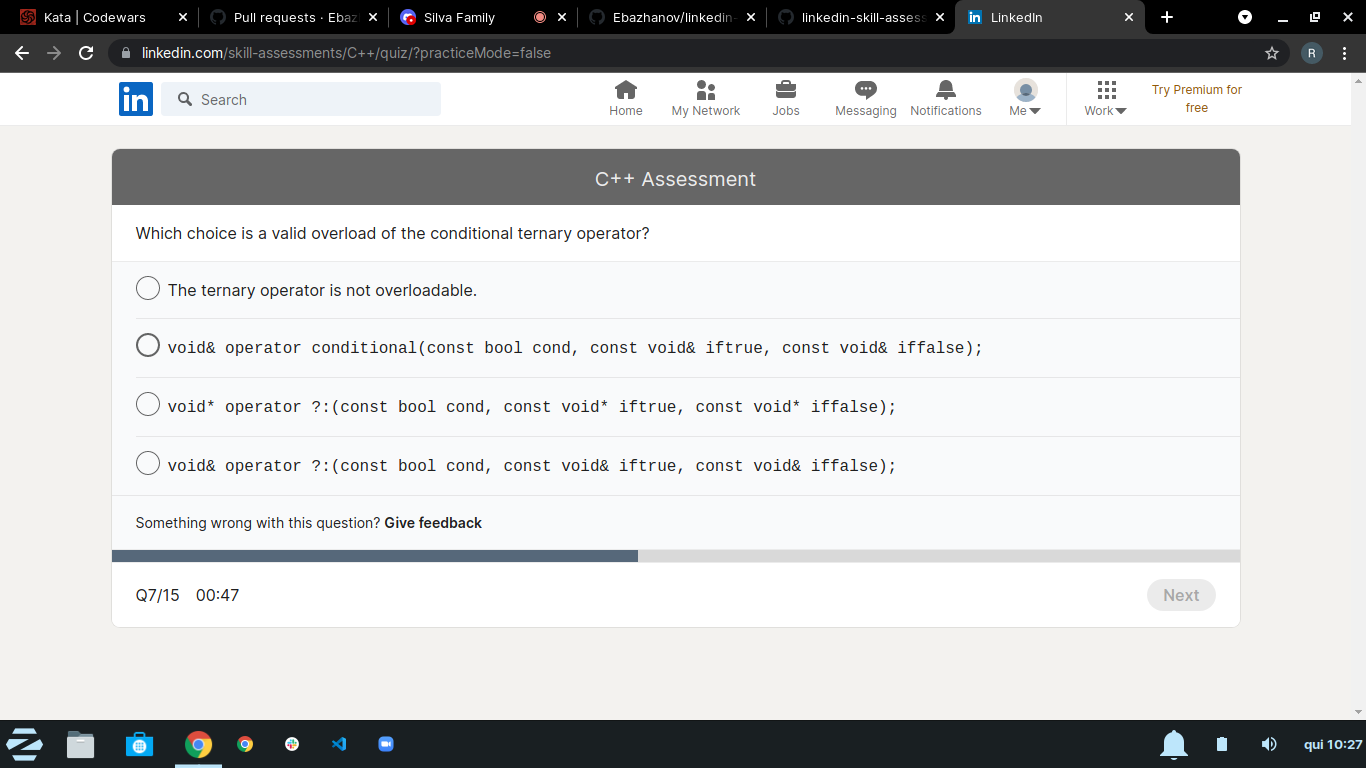 Kata | Codewars
Pull requests · Ebaz
Silva Family
Ebazhanov/linkedin-
linkedin-skill-assess
LinkedIn
linkedin.com/skill-assessments/C++/quiz/?practiceMode=false
R
in
Search
Home
My Network
Jobs
Messaging
Notifications
Me
Work
Try Premium for
free
C++ Assessment
Which choice is a valid overload of the conditional ternary operator?
The ternary operator is not overloadable.
void& operator conditional(const bool cond, const void& iftrue, const void& iffalse);
void* operator ?:(const bool cond, const void* iftrue, const void* iffalse);
void& operator ?:(const bool cond, const void& iftrue, const void& iffalse);
Something wrong with this question? Give feedback
Q7/15 00:47
Next
qui 10:27